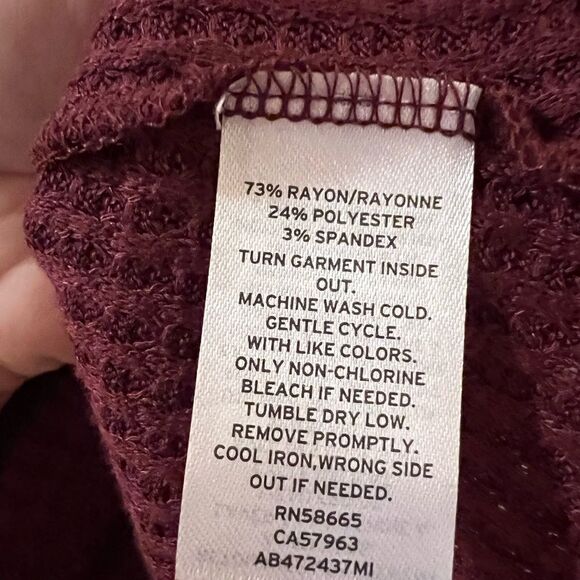 73% RAYON/RAYONNE
24% POLYESTER
3% SPANDEX
TURN GARMENT INSIDE
OUT.
MACHINE WASH COLD.
GENTLE CYCLE.
WITH LIKE COLORS.
ONLY NON-CHLORINE
BLEACH IF NEEDED.
TUMBLE DRY LOW.
REMOVE PROMPTLY.
COOL IRON,WRONG SIDE
OUT IF NEEDED.
RN58665
CA57963
AB472437MI